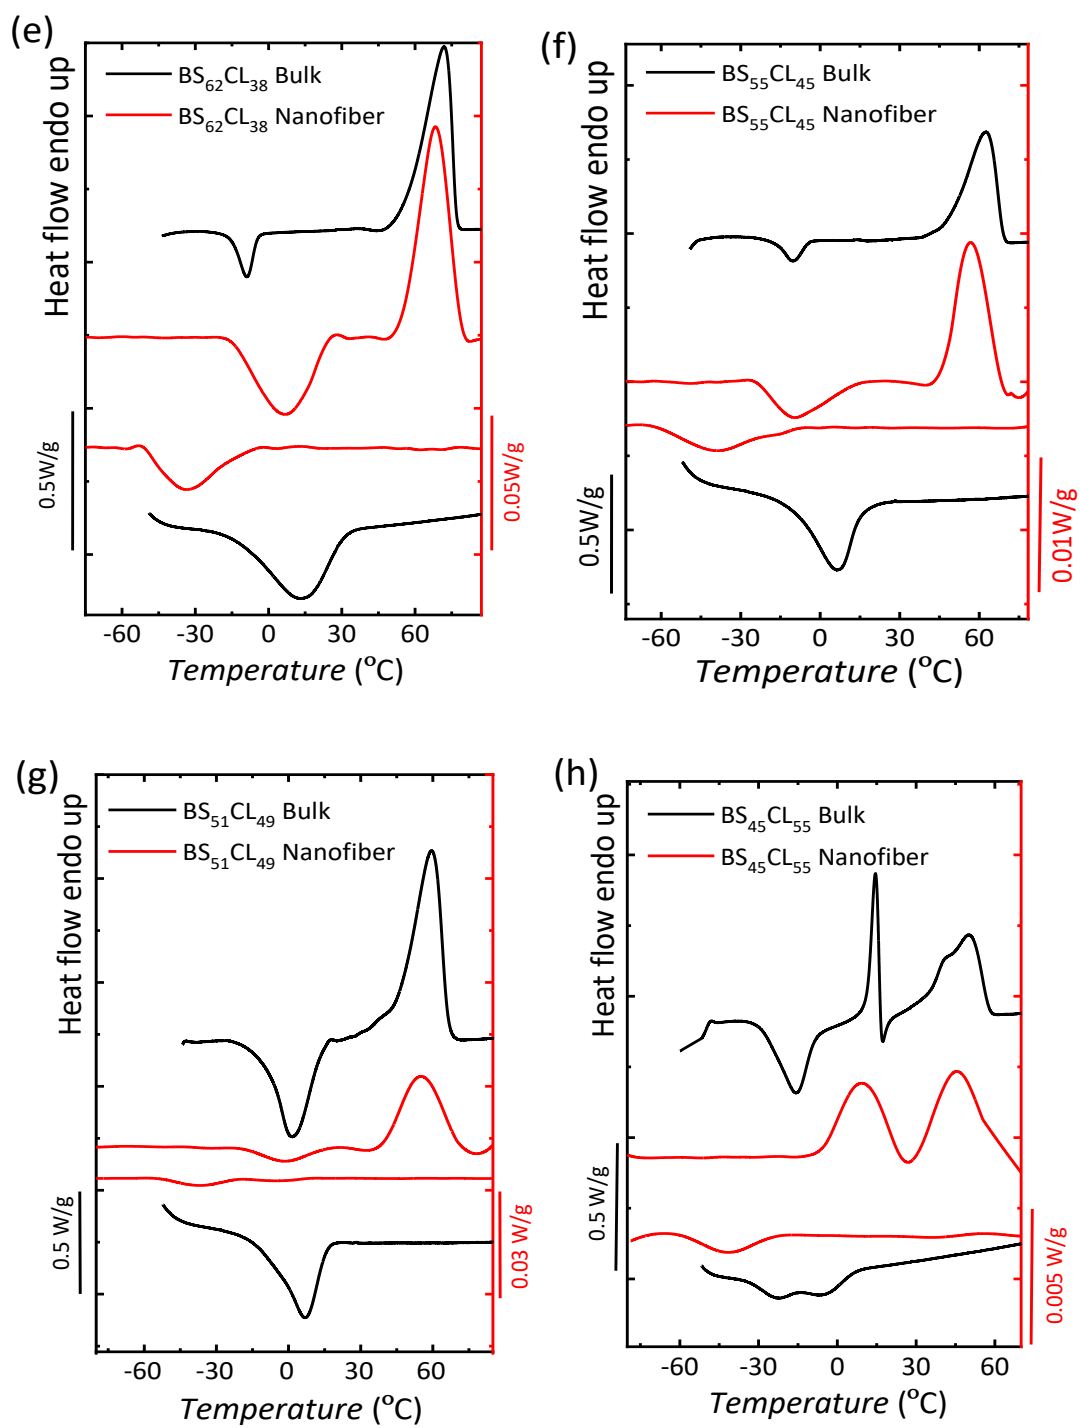 (e)
BS₆₂CL₃₈ Bulk
BS₆₂CL₃₈ Nanofiber
Heat flow endo up
0.5W/g
0.05W/g
-60 -30 0 30 60
Temperature (°C)
(f)
BS₅₅CL₄₅ Bulk
BS₅₅CL₄₅ Nanofiber
Heat flow endo up
0.5W/g
0.01W/g
-60 -30 0 30 60
Temperature (°C)
(g)
BS₅₁CL₄₉ Bulk
BS₅₁CL₄₉ Nanofiber
Heat flow endo up
0.5 W/g
0.03 W/g
-60 -30 0 30 60
Temperature (°C)
(h)
BS₄₅CL₅₅ Bulk
BS₄₅CL₅₅ Nanofiber
Heat flow endo up
0.5 W/g
0.005 W/g
-60 -30 0 30 60
Temperature (°C)